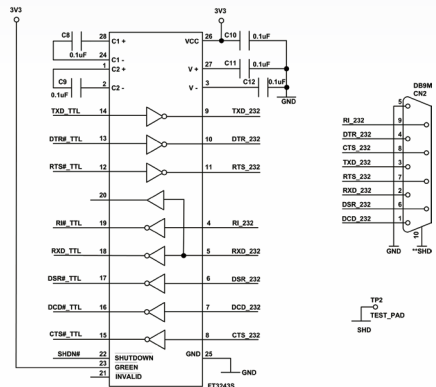 3V3
3V3
C8
28
C1 +
VCC
26
C10
0.1uF
0.1uF
24
C1 -
1
C2 +
V +
27
C11
0.1uF
C9
2
C2 -
V -
3
C12
0.1uF
0.1uF
GND
TXD_TTL
14
9
TXD_232
DTR#_TTL
13
10
DTR_232
RTS#_TTL
12
11
RTS_232
20
RI#_TTL
19
4
RI_232
RXD_TTL
18
5
RXD_232
DSR#_TTL
17
6
DSR_232
DCD#_TTL
16
7
DCD_232
CTS#_TTL
15
8
CTS_232
SHDN#
22
SHUTDOWN
GND
25
23
GREEN
GND
21
INVALID
ET3243S
DB9M
CN2
5
RI_232
9
DTR_232
4
CTS_232
8
TXD_232
3
RTS_232
7
RXD_232
2
DSR_232
6
DCD_232
1
10
GND
**SHD
TP2
TEST_PAD
SHD